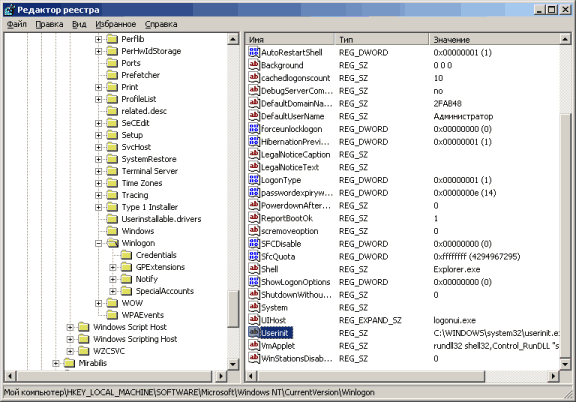 Редактор реестра
Файл Правка Вид Избранное Справка
Perflib
PerHwIdStorage
Ports
Prefetcher
Print
ProfileList
related.desc
SeCEdit
Setup
SvcHost
SystemRestore
Terminal Server
Time Zones
Tracing
Type 1 Installer
Userinstallable.drivers
Windows
Winlogon
Credentials
GPExtensions
Notify
SpecialAccounts
WOW
WPAEvents
Windows Script Host
Windows Scripting Host
WZCSVC
Mirabilis
Имя Тип Значение
AutoRestartShell REG_DWORD 0x00000001 (1)
Background REG_SZ 0 0 0
cachedlogonscount REG_SZ 10
DebugServerCom... REG_SZ no
DefaultDomainNa... REG_SZ 2FAB48
DefaultUserName REG_SZ Администратор
forceunlocklogon REG_DWORD 0x00000000 (0)
HibernationPrevi... REG_DWORD 0x00000001 (1)
LegalNoticeCaption REG_SZ
LegalNoticeText REG_SZ
LogonType REG_DWORD 0x00000001 (1)
passwordexpiryw... REG_DWORD 0x0000000e (14)
PowerdownAfter... REG_SZ 0
ReportBootOk REG_SZ 1
scremoveoption REG_SZ 0
SFCDisable REG_DWORD 0x00000000 (0)
SfcQuota REG_DWORD 0xffffffff (4294967295)
Shell REG_SZ Explorer.exe
ShowLogonOptions REG_DWORD 0x00000000 (0)
ShutdownWithou... REG_SZ 0
System REG_SZ
UIHost REG_EXPAND_SZ logonui.exe
Userinit REG_SZ C:\WINDOWS\system32\userinit.e
VmApplet REG_SZ rundll32 shell32,Control_RunDLL "s
WinStationsDisab... REG_SZ 0
Мой компьютер\HKEY_LOCAL_MACHINE\SOFTWARE\Microsoft\Windows NT\CurrentVersion\Winlogon